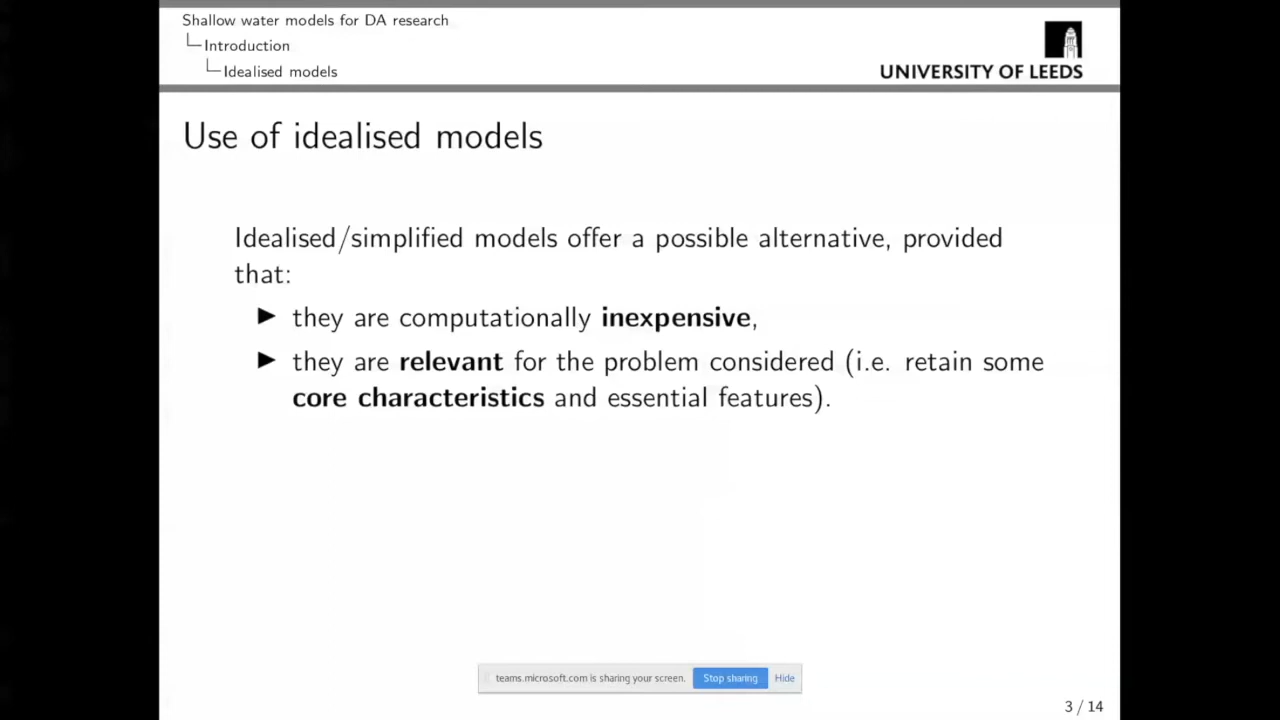 Shallow water models for DA research
Introduction
Idealised models
UNIVERSITY OF LEEDS
Use of idealised models
Idealised/simplified models offer a possible alternative, provided
that:
▶ they are computationally inexpensive,
▶ they are relevant for the problem considered (i.e. retain some
core characteristics and essential features).
teams.microsoft.com is sharing your screen. Stop sharing Hide
3 / 14